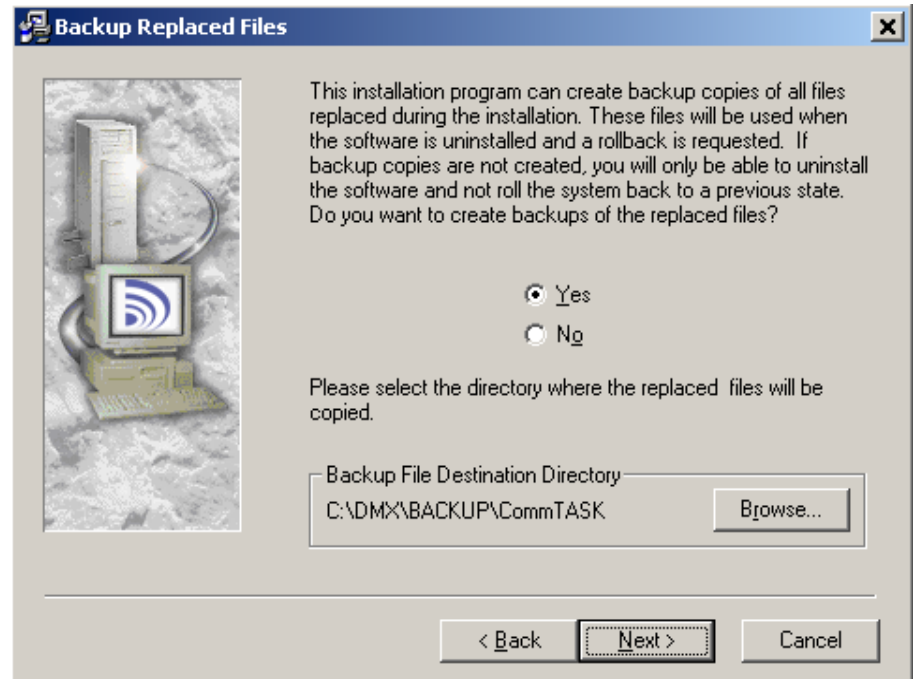 Backup Replaced Files
This installation program can create backup copies of all files
replaced during the installation. These files will be used when
the software is uninstalled and a rollback is requested.  If
backup copies are not created, you will only be able to uninstall
the software and not roll the system back to a previous state.
Do you want to create backups of the replaced files?
Yes
No
Please select the directory where the replaced  files will be
copied.
Backup File Destination Directory
C:\DMX\BACKUP\CommTASK
Browse...
< Back
Next >
Cancel